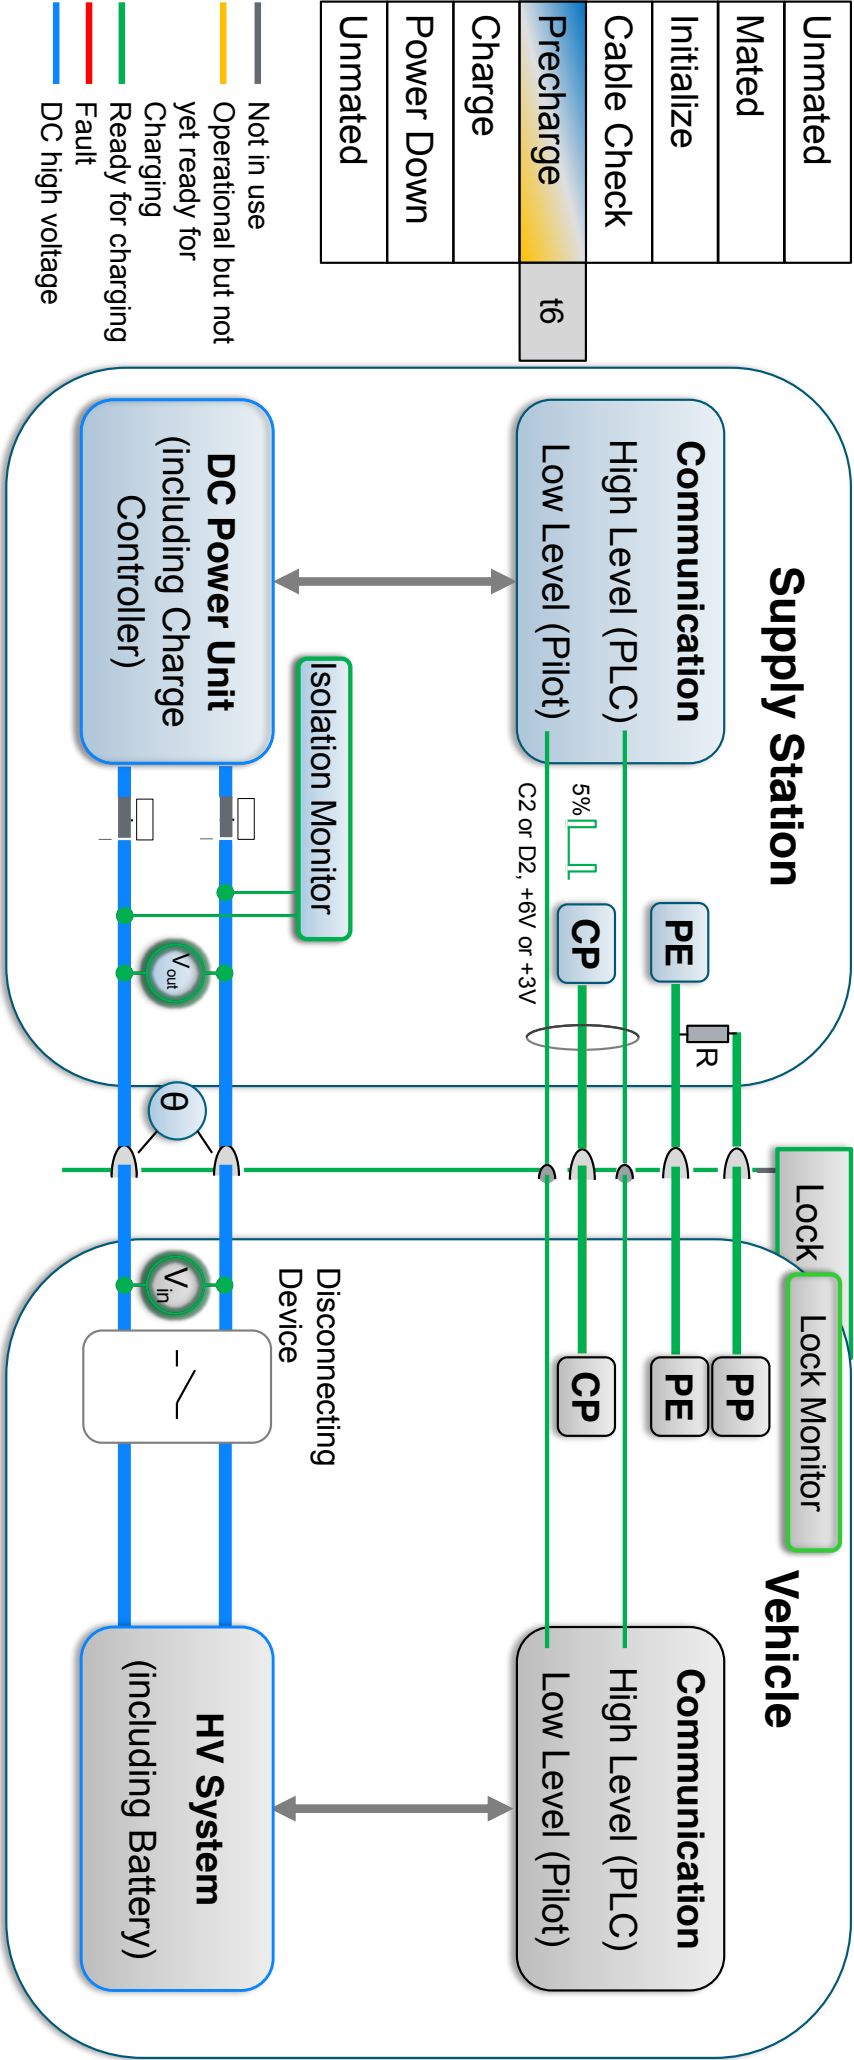 Unmated
Mated
Initialize
Cable Check
Precharge
t6
Charge
Power Down
Unmated
Not in use
Operational but not
yet ready for
Charging
Ready for charging
Fault
DC high voltage
Supply Station
Communication
High Level (PLC)
Low Level (Pilot)
DC Power Unit
(including Charge
Controller)
Isolation Monitor
5%
C2 or D2, +6V or +3V
PE
CP
R
Vout
θ
Lock
Lock Monitor
Vin
Disconnecting
Device
PP
PE
CP
Vehicle
Communication
High Level (PLC)
Low Level (Pilot)
HV System
(including Battery)